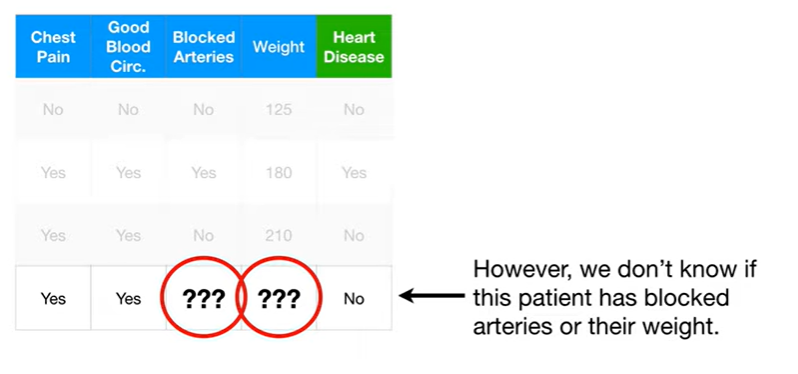 Chest Pain Good Blood Circ. Blocked Arteries Weight Heart Disease
No No No 125 No
Yes Yes Yes 180 Yes
Yes Yes No 210 No
Yes Yes ??? ??? No
However, we don’t know if
this patient has blocked
arteries or their weight.